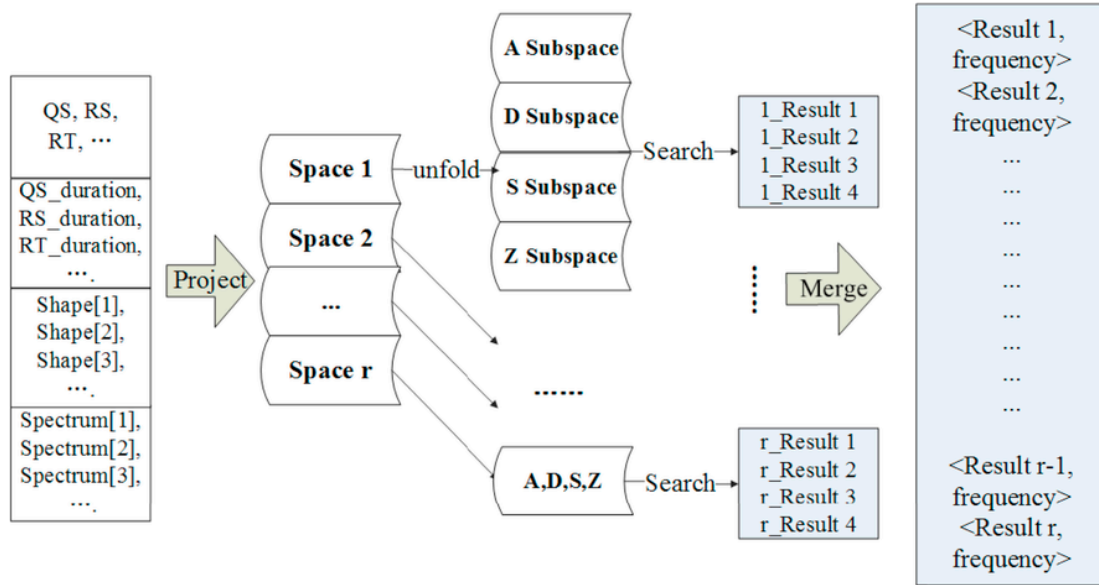 QS, RS,
RT, ...
QS_duration,
RS_duration,
RT_duration,
....
Shape[1],
Shape[2],
Shape[3],
....
Spectrum[1],
Spectrum[2],
Spectrum[3],
....
Project
Space 1
Space 2
...
Space r
unfold
A Subspace
D Subspace
S Subspace
Z Subspace
......
A,D,S,Z
Search
Search
1_Result 1
1_Result 2
1_Result 3
1_Result 4
......
r_Result 1
r_Result 2
r_Result 3
r_Result 4
Merge
<Result 1,
frequency>
<Result 2,
frequency>
...
...
...
...
...
...
...
...
...
<Result r-1,
frequency>
<Result r,
frequency>